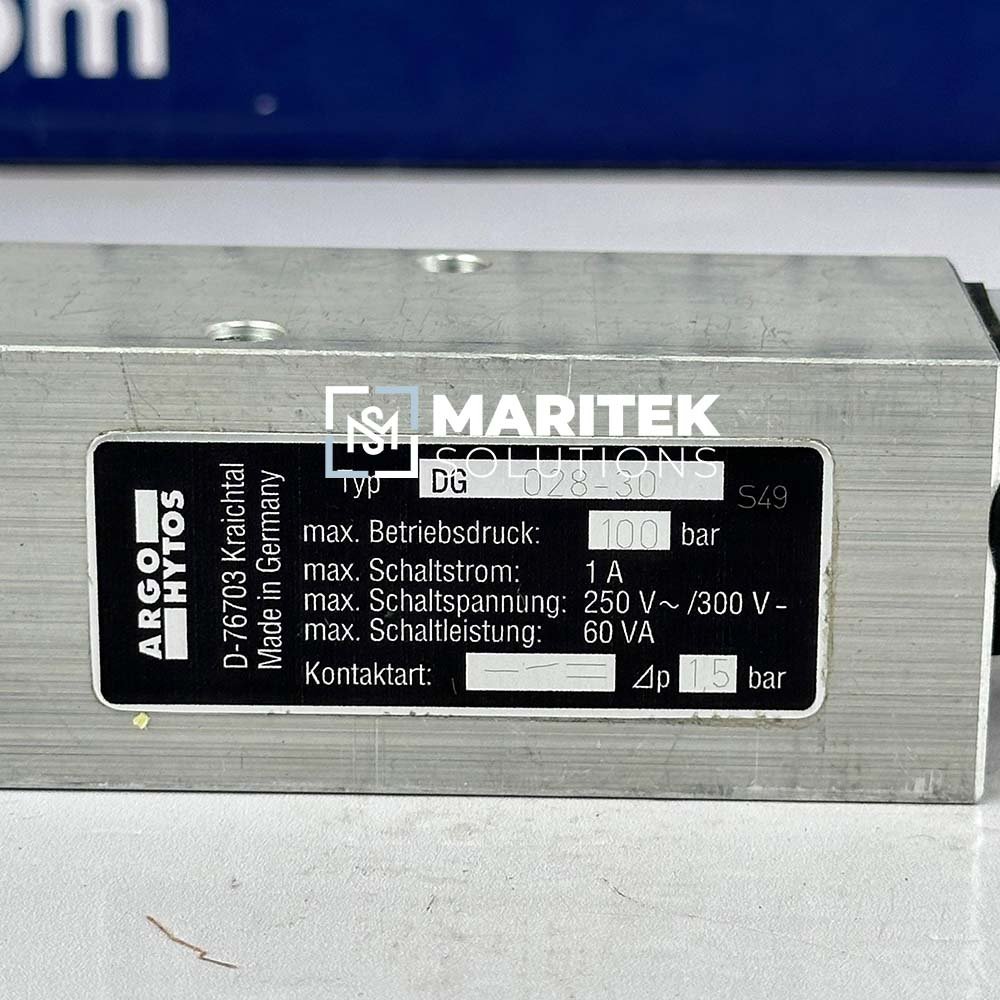 om
MARITEK
SOLUTIONS
ARGO
HYTOS
D-76703 Kraichtal
Made in Germany
Typ DG 028-30 S49
max. Betriebsdruck: 100 bar
max. Schaltstrom: 1 A
max. Schaltspannung: 250 V~ /300 V-
max. Schaltleistung: 60 VA
Kontaktart: ⊿p 1,5 bar